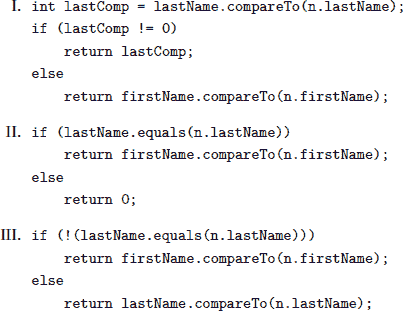 I. int lastComp = lastName.compareTo(n.lastName);
if (lastComp != 0)
return lastComp;
else
return firstName.compareTo(n.firstName);
II. if (lastName.equals(n.lastName))
return firstName.compareTo(n.firstName);
else
return 0;
III. if (!(lastName.equals(n.lastName)))
return firstName.compareTo(n.firstName);
else
return lastName.compareTo(n.lastName);